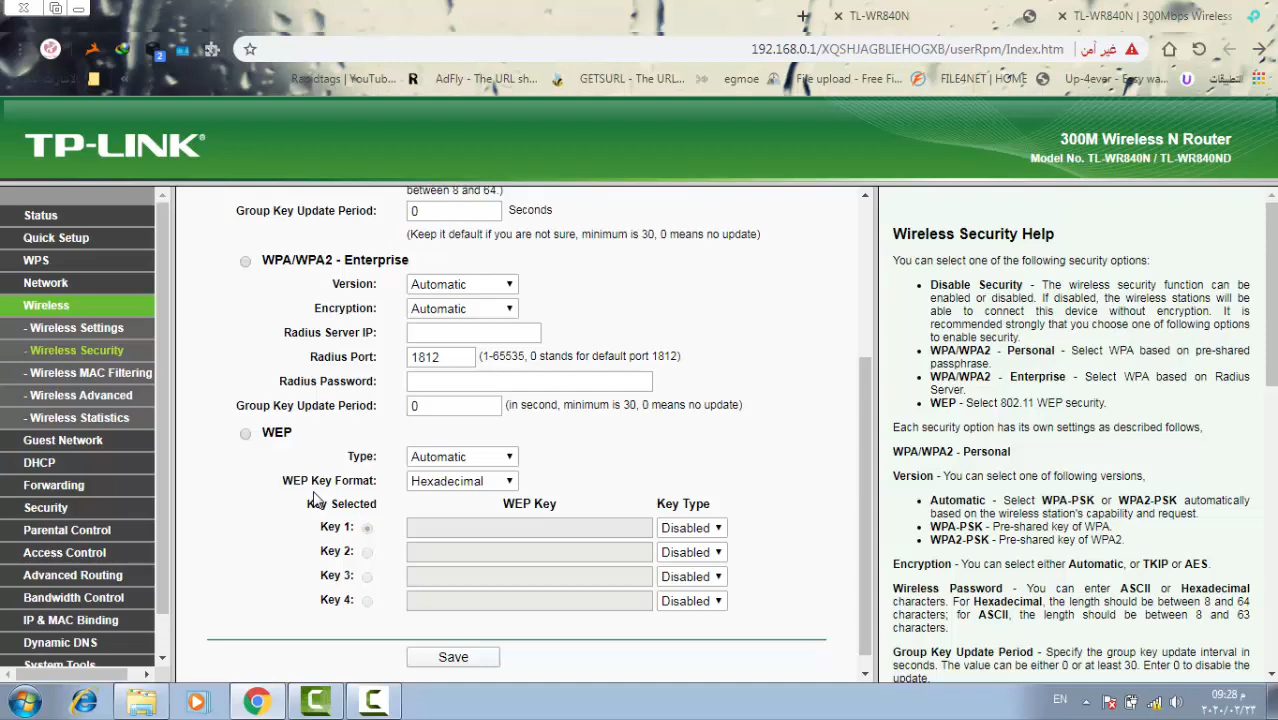 TL-WR840N
TL-WR840N | 300Mbps Wireless
2
192.168.0.1/XQSHJAGBLIEHOGXB/userRpm/Index.htm
غير آمن
Rapidtags | YouTub...
AdFly - The URL sh...
GETSURL - The URL...
egmoe
File upload - Free Fi...
FILE4NET | HOME
Up-4ever - Easy wa...
التطبيقات
TP-LINK®
300M Wireless N Router
Model No. TL-WR840N / TL-WR840ND
Status
Quick Setup
WPS
Network
Wireless
- Wireless Settings
- Wireless Security
- Wireless MAC Filtering
- Wireless Advanced
- Wireless Statistics
Guest Network
DHCP
Forwarding
Security
Parental Control
Access Control
Advanced Routing
Bandwidth Control
IP & MAC Binding
Dynamic DNS
System Tools
between 8 and 64.)
Group Key Update Period: 0 Seconds
(Keep it default if you are not sure, minimum is 30, 0 means no update)
WPA/WPA2 - Enterprise
Version: Automatic
Encryption: Automatic
Radius Server IP:
Radius Port: 1812 (1-65535, 0 stands for default port 1812)
Radius Password:
Group Key Update Period: 0 (in second, minimum is 30, 0 means no update)
WEP
Type: Automatic
WEP Key Format: Hexadecimal
Key Selected WEP Key Key Type
Key 1: Disabled
Key 2: Disabled
Key 3: Disabled
Key 4: Disabled
Save
Wireless Security Help
You can select one of the following security options:
• Disable Security - The wireless security function can be
enabled or disabled. If disabled, the wireless stations will be
able to connect this device without encryption. It is
recommended strongly that you choose one of following options
to enable security.
• WPA/WPA2 - Personal - Select WPA based on pre-shared
passphrase.
• WPA/WPA2 - Enterprise - Select WPA based on Radius
Server.
• WEP - Select 802.11 WEP security.
Each security option has its own settings as described follows,
WPA/WPA2 - Personal
Version - You can select one of following versions,
• Automatic - Select WPA-PSK or WPA2-PSK automatically
based on the wireless station's capability and request.
• WPA-PSK - Pre-shared key of WPA.
• WPA2-PSK - Pre-shared key of WPA2.
Encryption - You can select either Automatic, or TKIP or AES.
Wireless Password - You can enter ASCII or Hexadecimal
characters. For Hexadecimal, the length should be between 8 and 64
characters; for ASCII, the length should be between 8 and 63
characters.
Group Key Update Period - Specify the group key update interval in
seconds. The value can be either 0 or at least 30. Enter 0 to disable the
update.
EN
09:28 م
٢٠٢٠/٠٢/٢٣